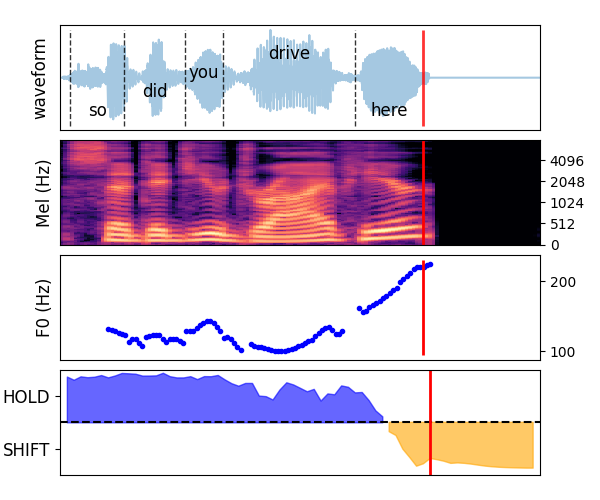 waveform
so
did
you
drive
here
Mel (Hz)
4096
2048
1024
512
0
F0 (Hz)
200
100
HOLD
SHIFT